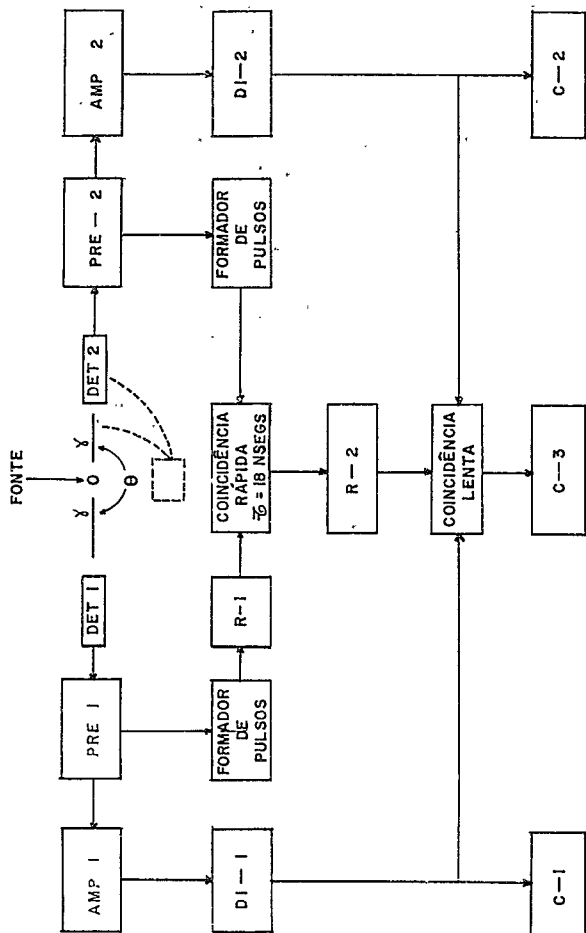 FONTE
AMP 1
PRE 1
DET 1
γ
O
γ
θ
DET 2
PRE-2
AMP 2
DI-1
FORMADOR
DE
PULSOS
R-1
COINCIDÊNCIA
RÁPIDA
τ = 18 NSEGS
FORMADOR
DE
PULSOS
DI-2
R-2
COINCIDÊNCIA
LENTA
C-1
C-3
C-2